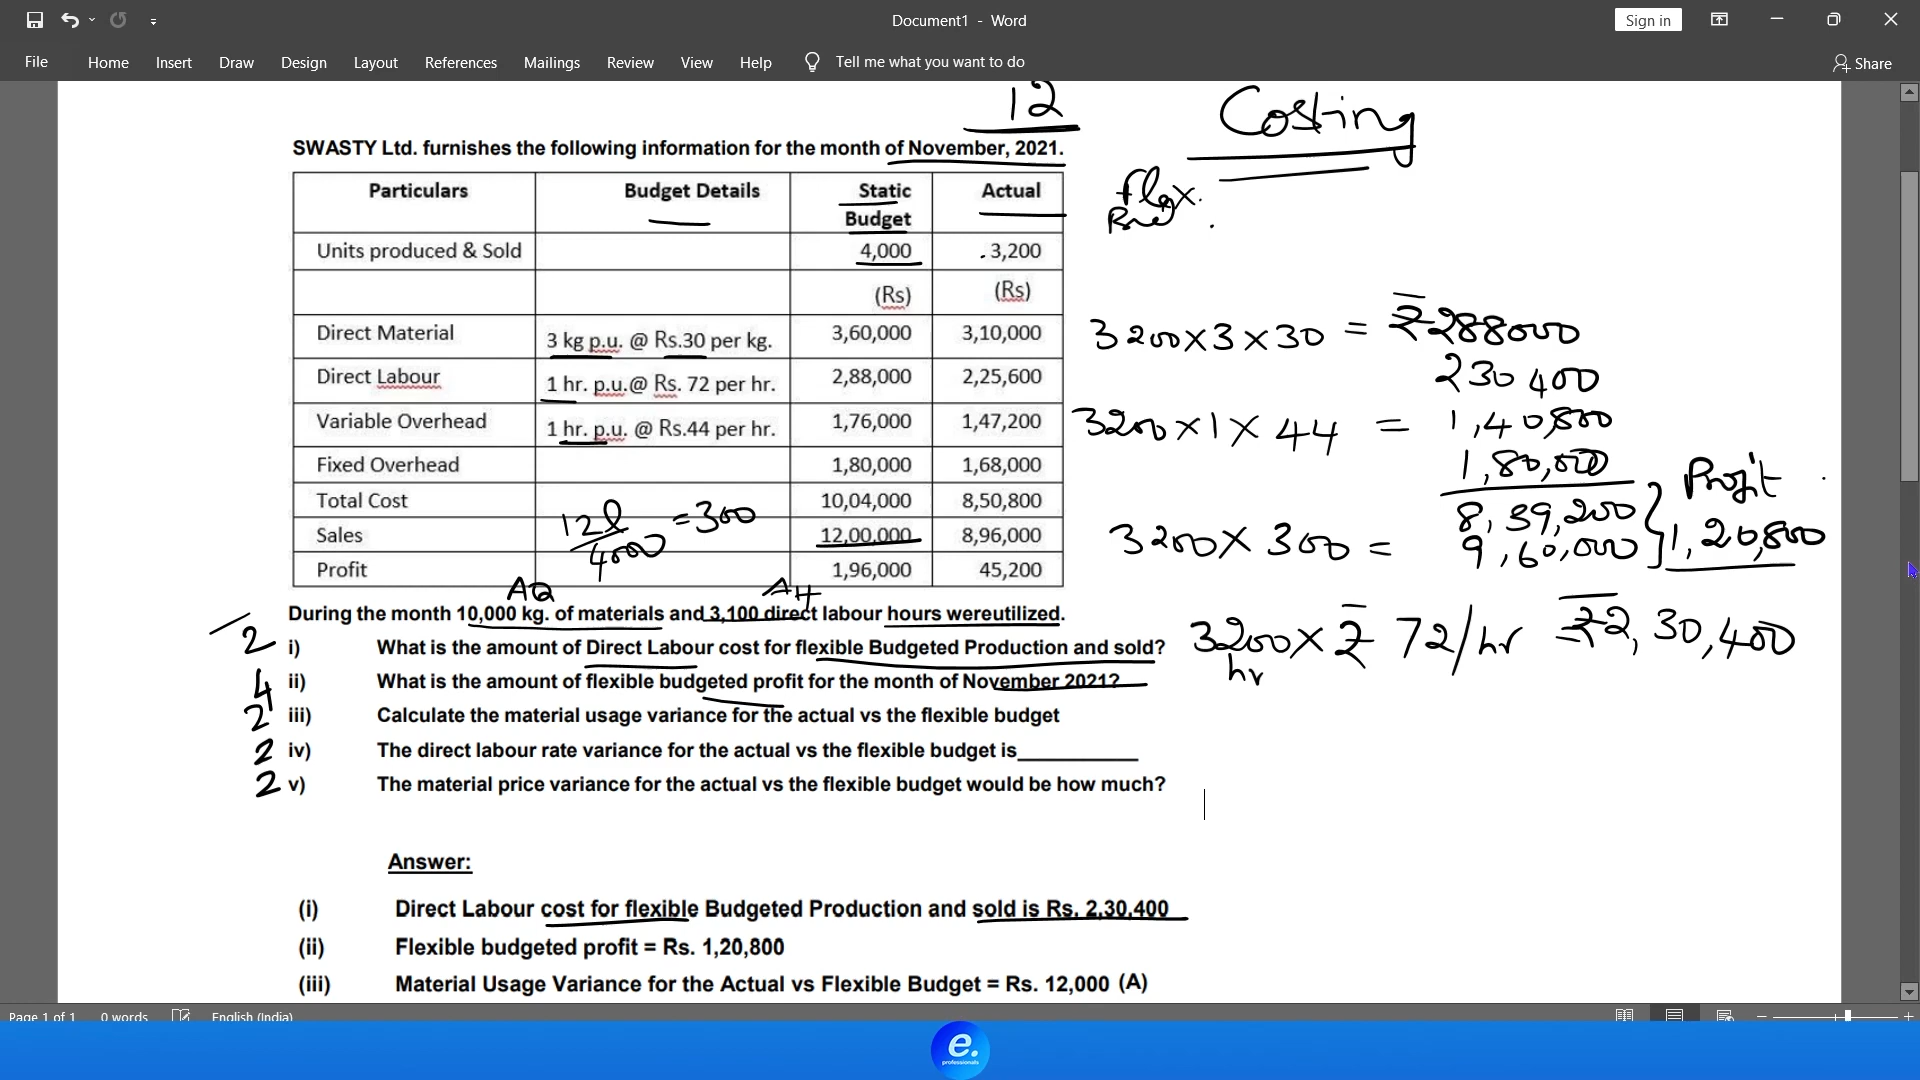 Document1 - Word
Sign in
File Home Insert Draw Design Layout References Mailings Review View Help Tell me what you want to do Share
12
Costing
SWASTY Ltd. furnishes the following information for the month of November, 2021.
Particulars Budget Details Static Budget Actual
Flex.
Bud.
Units produced & Sold 4,000 3,200
(Rs) (Rs)
Direct Material 3 kg p.u. @ Rs.30 per kg. 3,60,000 3,10,000
3200 x 3 x 30 = ₹ 288000
Direct Labour 1 hr. p.u.@ Rs. 72 per hr. 2,88,000 2,25,600
230400
Variable Overhead 1 hr. p.u. @ Rs.44 per hr. 1,76,000 1,47,200
3200 x 1 x 44 = 1,40,800
Fixed Overhead 1,80,000 1,68,000
1,80,000
Profit
Total Cost 10,04,000 8,50,800
8,39,200
12l/4000 = 300
Sales 12,00,000 8,96,000
3200 x 300 = 9,60,000
1,20,800
Profit 1,96,000 45,200
AQ AH
During the month 10,000 kg. of materials and 3,100 direct labour hours wereutilized.
2 i) What is the amount of Direct Labour cost for flexible Budgeted Production and sold?
3200 hr x ₹ 72/hr = ₹2,30,400
4 ii) What is the amount of flexible budgeted profit for the month of November 2021?
2 iii) Calculate the material usage variance for the actual vs the flexible budget
2 iv) The direct labour rate variance for the actual vs the flexible budget is___________
2 v) The material price variance for the actual vs the flexible budget would be how much?
Answer:
(i) Direct Labour cost for flexible Budgeted Production and sold is Rs. 2,30,400
(ii) Flexible budgeted profit = Rs. 1,20,800
(iii) Material Usage Variance for the Actual vs Flexible Budget = Rs. 12,000 (A)
Page 1 of 1 0 words English (India)
e.
professionals